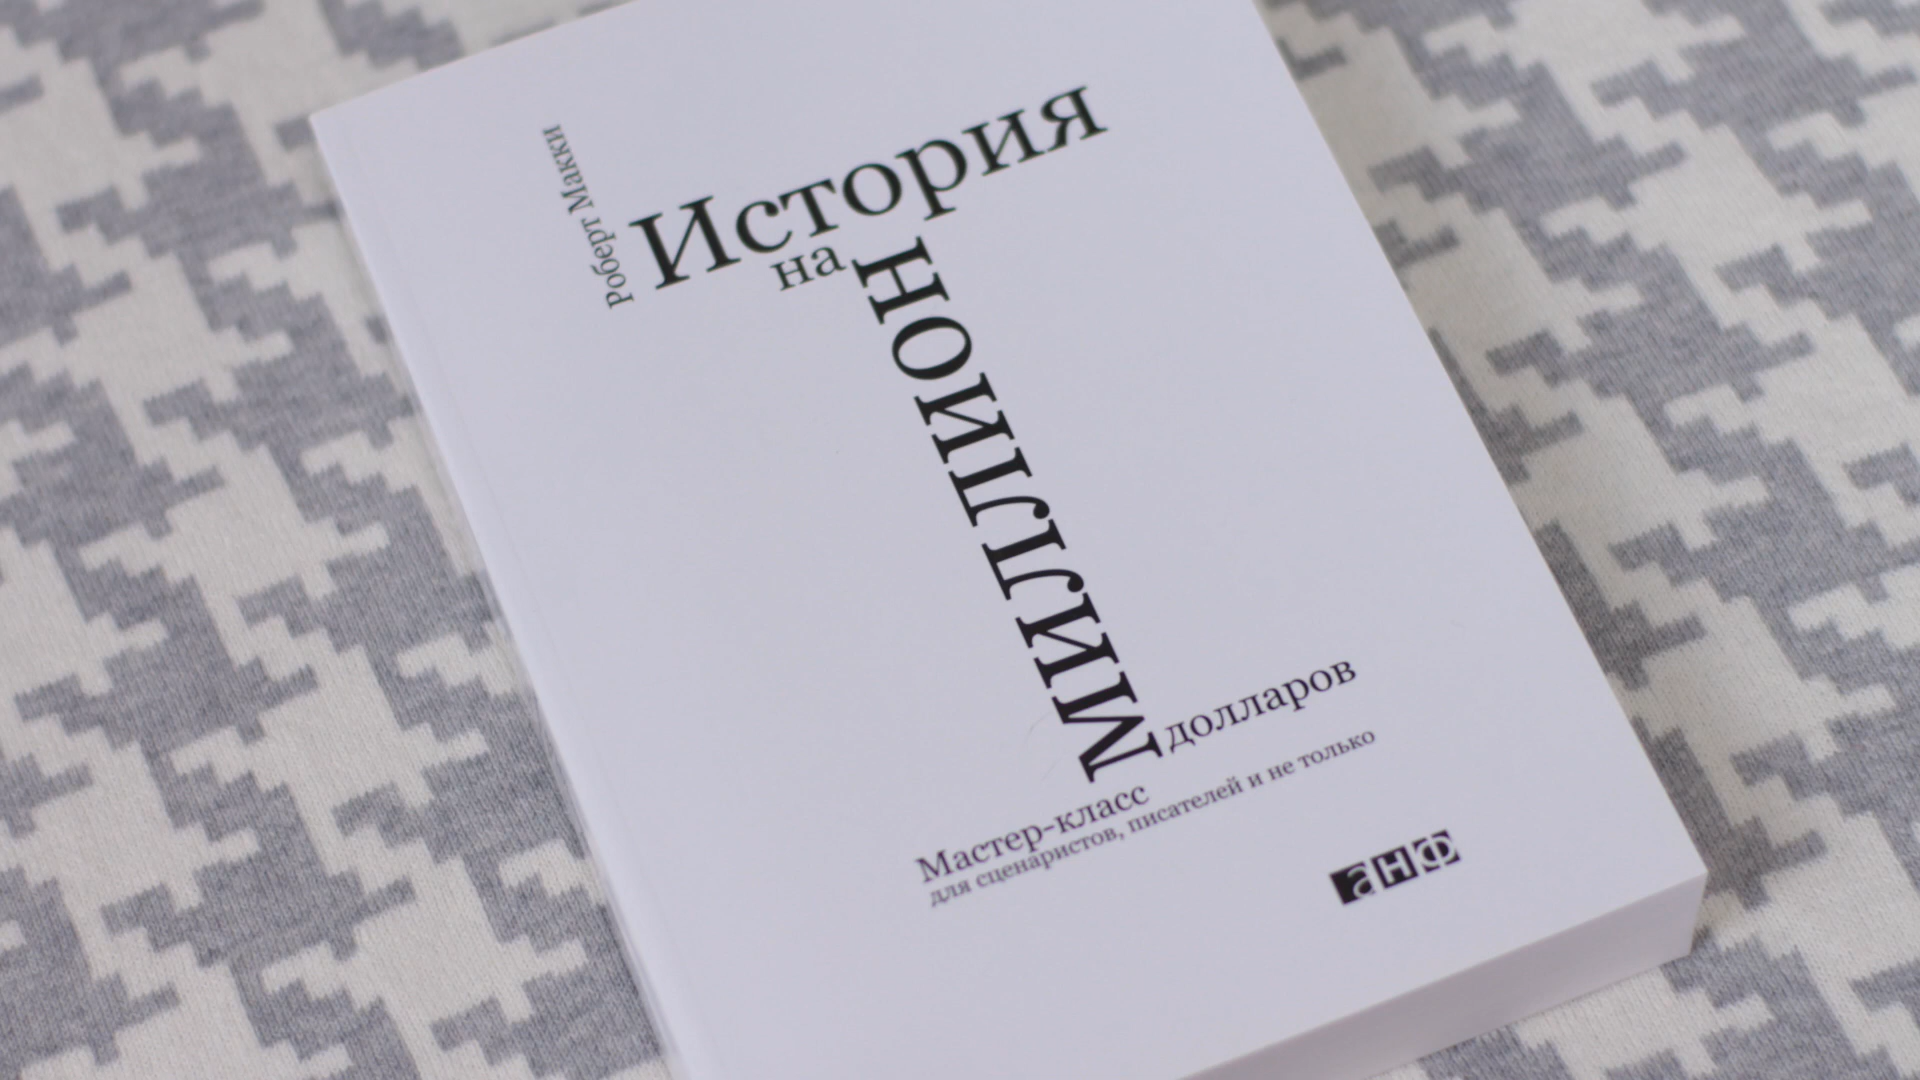 Роберт Макки
История
на
миллион
долларов
Мастер-класс
для сценаристов, писателей и не только
анф